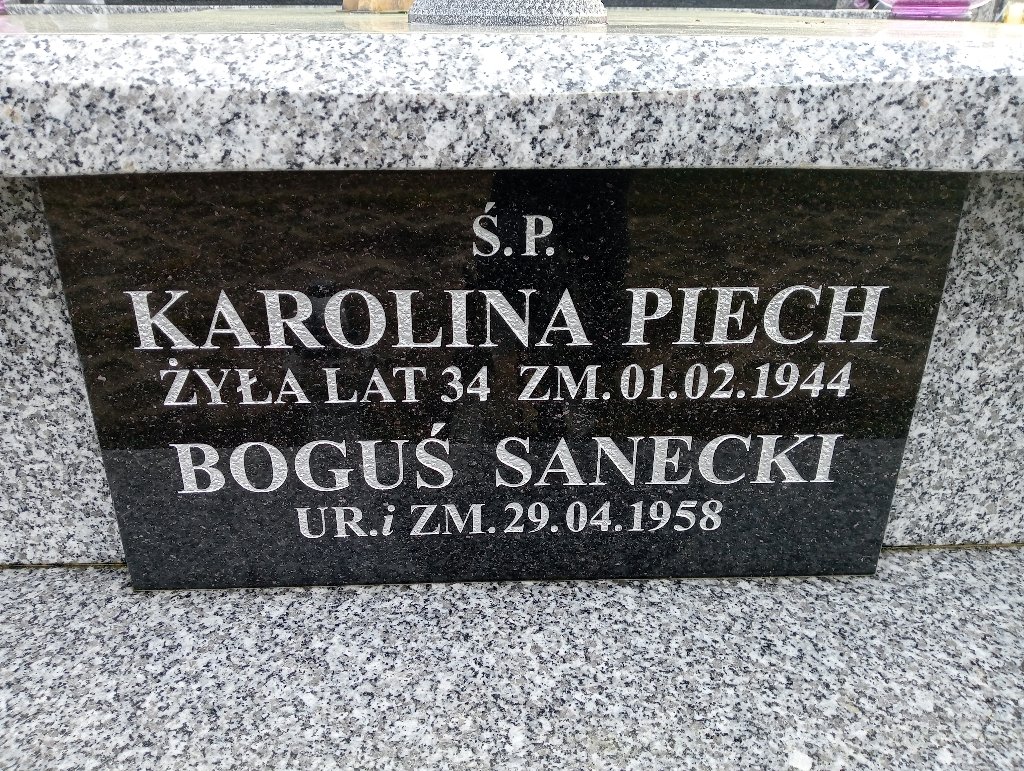 Ś.P.
KAROLINA PIECH
ŻYŁA LAT 34 ZM. 01.02.1944
BOGUŚ SANECKI
UR. i ZM. 29.04.1958